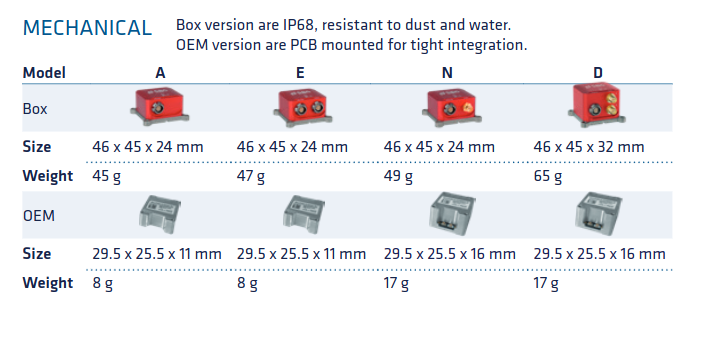 MECHANICAL
Box version are IP68, resistant to dust and water.
OEM version are PCB mounted for tight integration.
Model A E N D
Box
Size 46 x 45 x 24 mm 46 x 45 x 24 mm 46 x 45 x 24 mm 46 x 45 x 32 mm
Weight 45 g 47 g 49 g 65 g
OEM
Size 29.5 x 25.5 x 11 mm 29.5 x 25.5 x 11 mm 29.5 x 25.5 x 16 mm 29.5 x 25.5 x 16 mm
Weight 8 g 8 g 17 g 17 g